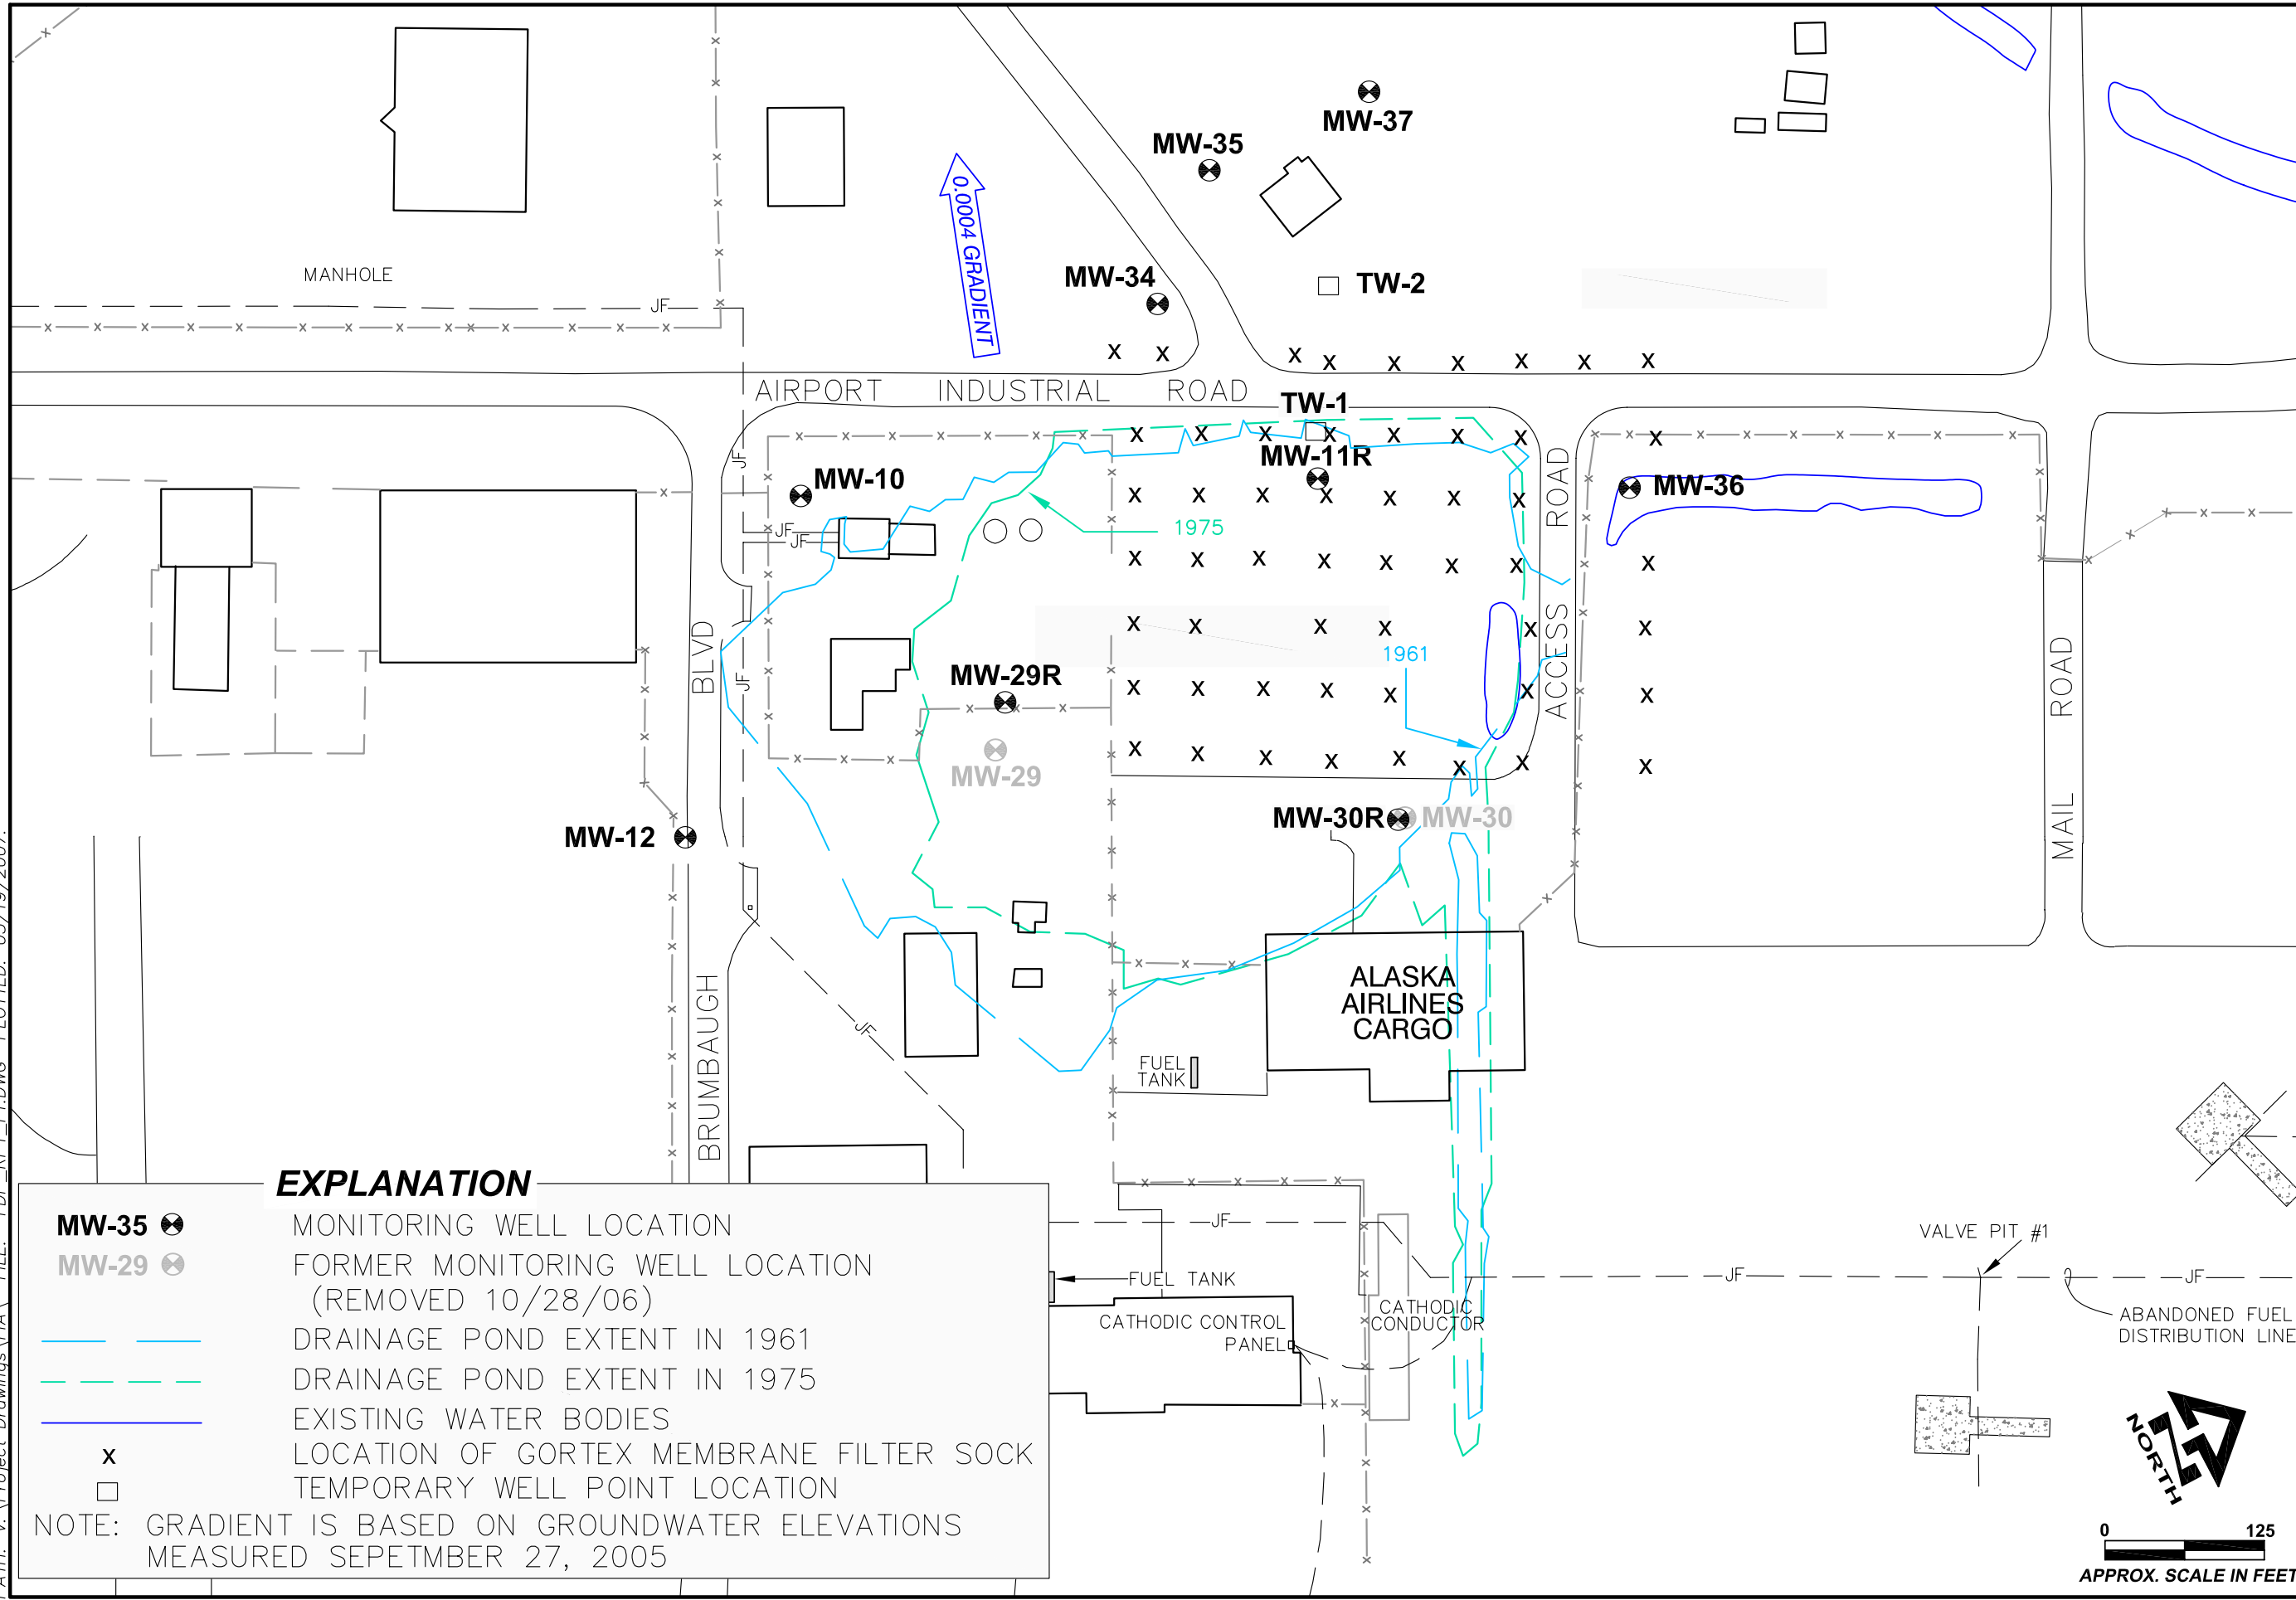 MW-37
MW-35
0.0004 GRADIENT
MANHOLE
MW-34
TW-2
JF
AIRPORT INDUSTRIAL ROAD
TW-1
MW-11R
JF
MW-10
MW-36
1975
JF
JF
ACCESS ROAD
BLVD
1961
MW-29R
JF
MAIL ROAD
MW-29
MW-30R
MW-30
MW-12
ALASKA
AIRLINES
CARGO
JF
BRUMBAUGH
FUEL
TANK
EXPLANATION
MW-35 MONITORING WELL LOCATION
MW-29 FORMER MONITORING WELL LOCATION
(REMOVED 10/28/06)
DRAINAGE POND EXTENT IN 1961
DRAINAGE POND EXTENT IN 1975
EXISTING WATER BODIES
X LOCATION OF GORTEX MEMBRANE FILTER SOCK
TEMPORARY WELL POINT LOCATION
NOTE: GRADIENT IS BASED ON GROUNDWATER ELEVATIONS
MEASURED SEPETMBER 27, 2005
JF
FUEL TANK
CATHODIC CONTROL
PANEL
CATHODIC
CONDUCTOR
VALVE PIT #1
JF
JF
ABANDONED FUEL
DISTRIBUTION LINE
NORTH
0 125
APPROX. SCALE IN FEET